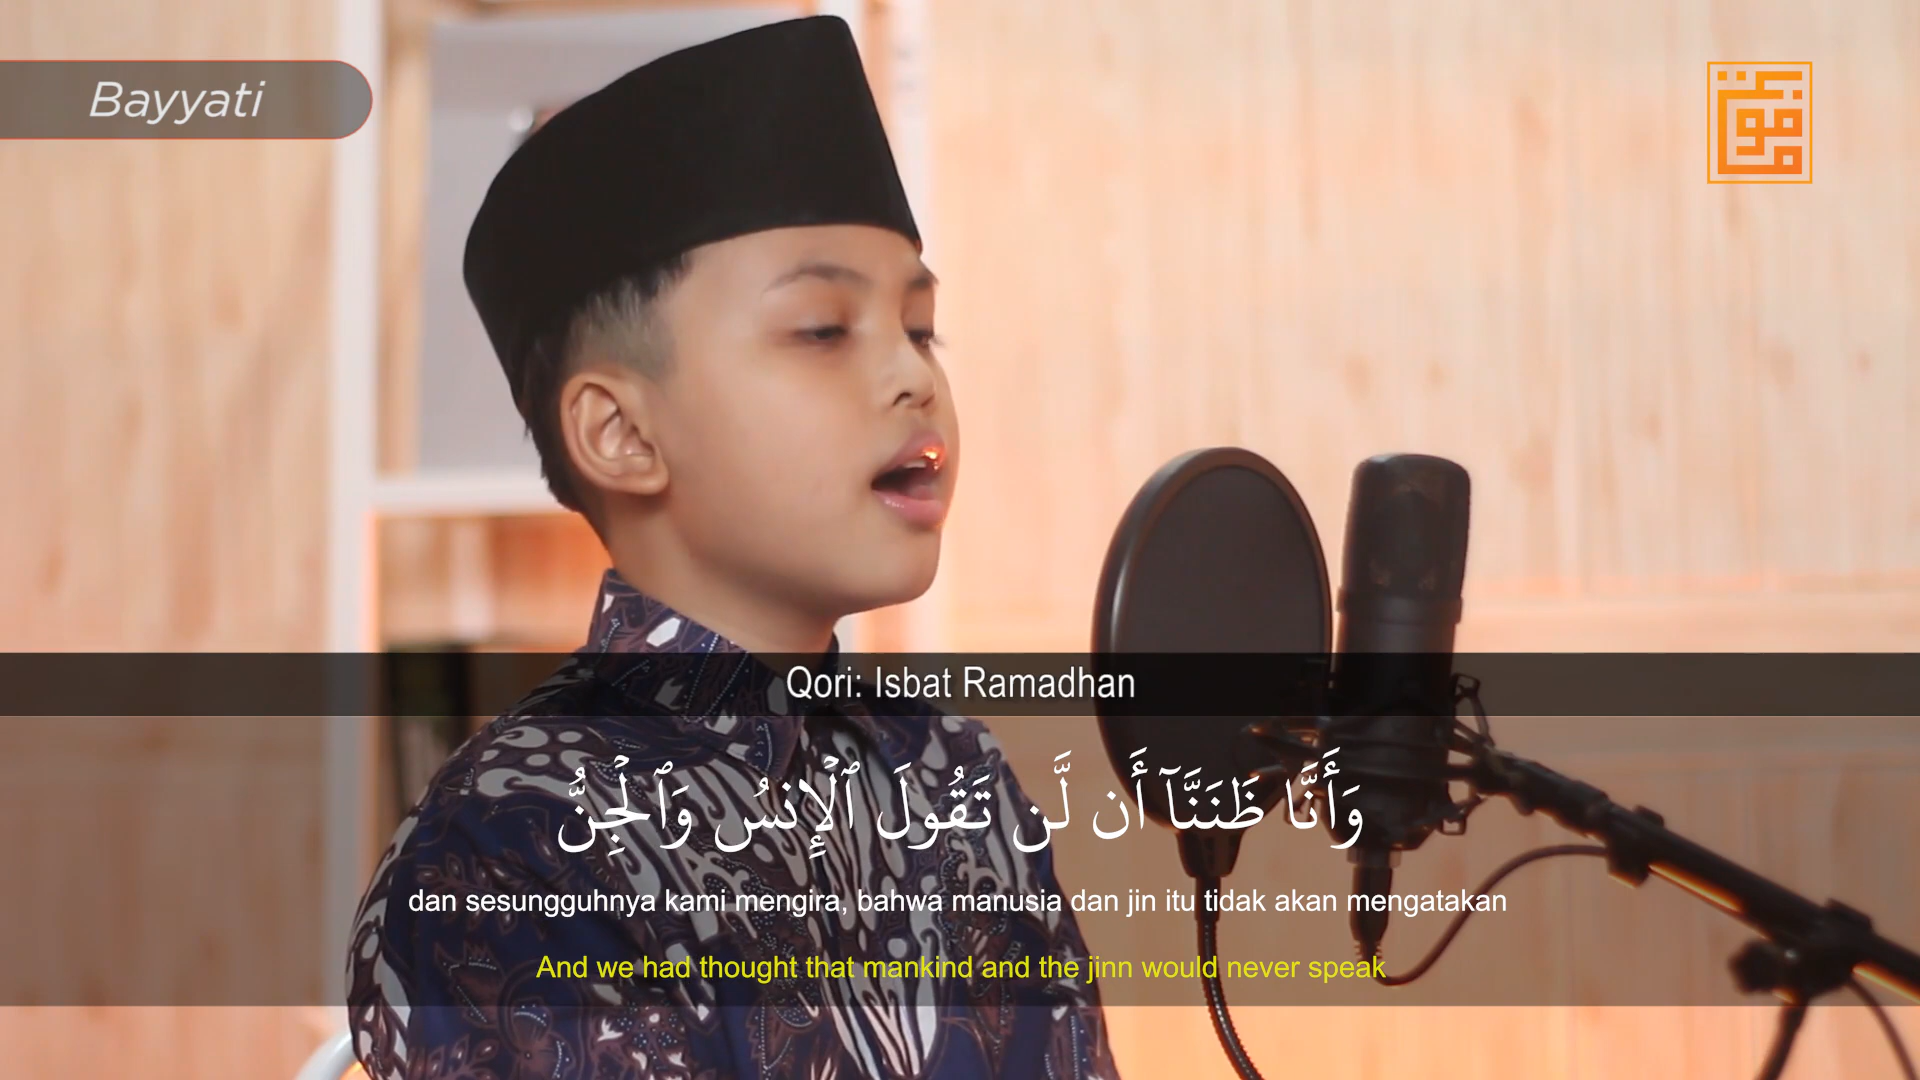 Bayyati
Qori: Isbat Ramadhan
وَأَنَّا ظَنَنَّآ أَن لَّن تَقُولَ ٱلْإِنسُ وَٱلْجِنُّ
dan sesungguhnya kami mengira, bahwa manusia dan jin itu tidak akan mengatakan
And we had thought that mankind and the jinn would never speak